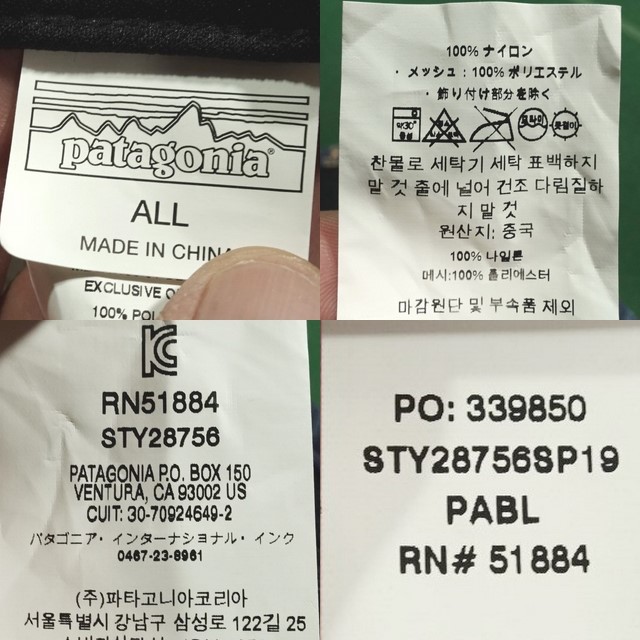 patagonia®
ALL
MADE IN CHINA
EXCLUSIVE O
100% PO
100% ナイロン
・メッシュ : 100% ポリエステル
・飾り付け部分を除く
약30°
찬물로 세탁기 세탁 표백하지
말 것 줄에 널어 건조 다림질하
지 말 것
원산지: 중국
100% 나일론
메시:100% 폴리에스터
마감원단 및 부속품 제외
RN51884
STY28756
PATAGONIA P.O. BOX 150
VENTURA, CA 93002 US
CUIT: 30-70924649-2
パタゴニア・インターナショナル・インク
0467-23-8961
(주)파타고니아코리아
서울특별시 강남구 삼성로 122길 25
PO: 339850
STY28756SP19
PABL
RN# 51884